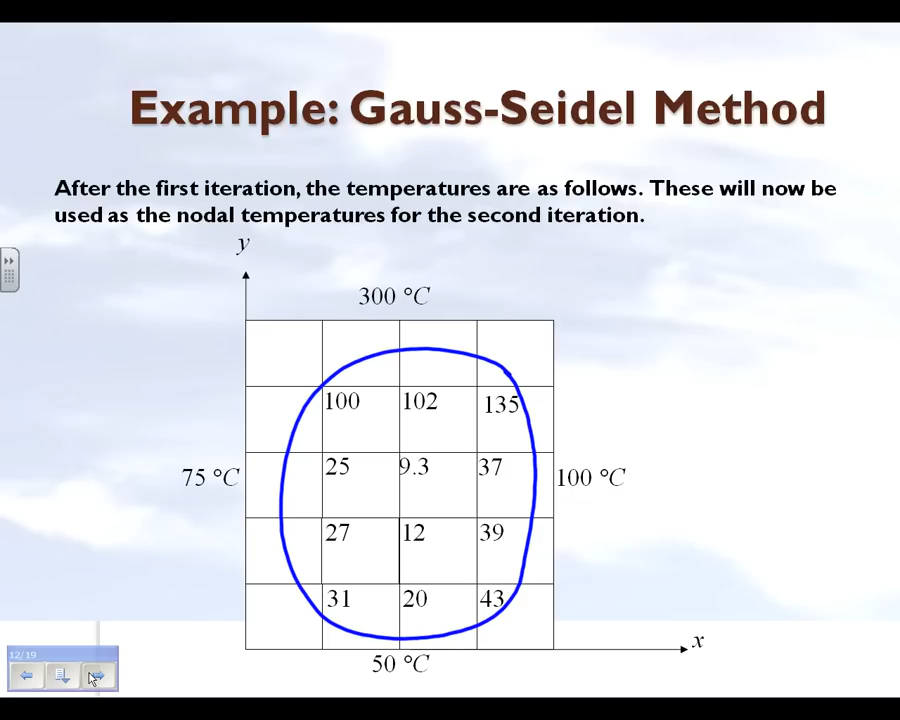 Example: Gauss-Seidel Method
After the first iteration, the temperatures are as follows. These will now be
used as the nodal temperatures for the second iteration.
y
300 °C
100 102 135
25 9.3 37
75 °C 100 °C
27 12 39
31 20 43
x
50 °C
12/19